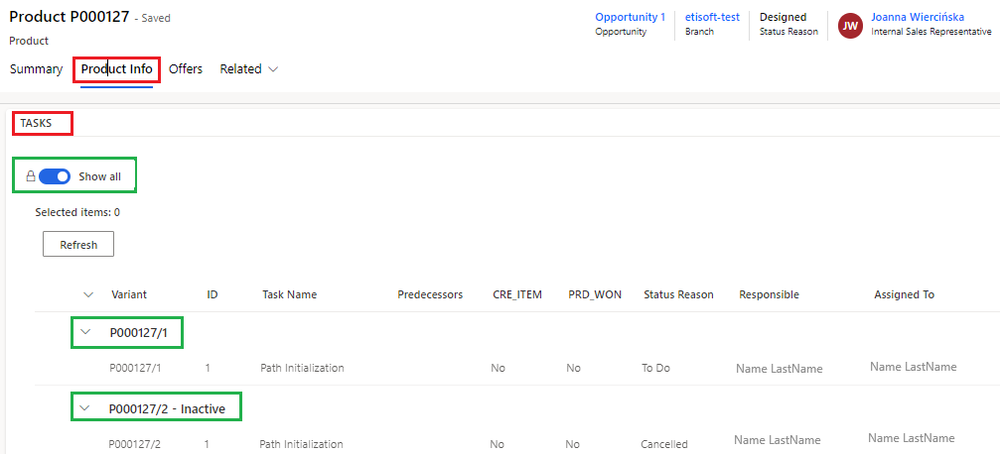 Product P000127 - Saved
Product
Opportunity 1
Opportunity
etisoft-test
Branch
Designed
Status Reason
JW
Joanna Wiercińska
Internal Sales Representative
Summary Product Info Offers Related
TASKS
Show all
Selected items: 0
Refresh
Variant ID Task Name Predecessors CRE_ITEM PRD_WON Status Reason Responsible Assigned To
P000127/1
P000127/1 1 Path Initialization No No To Do Name LastName Name LastName
P000127/2 - Inactive
P000127/2 1 Path Initialization No No Cancelled Name LastName Name LastName